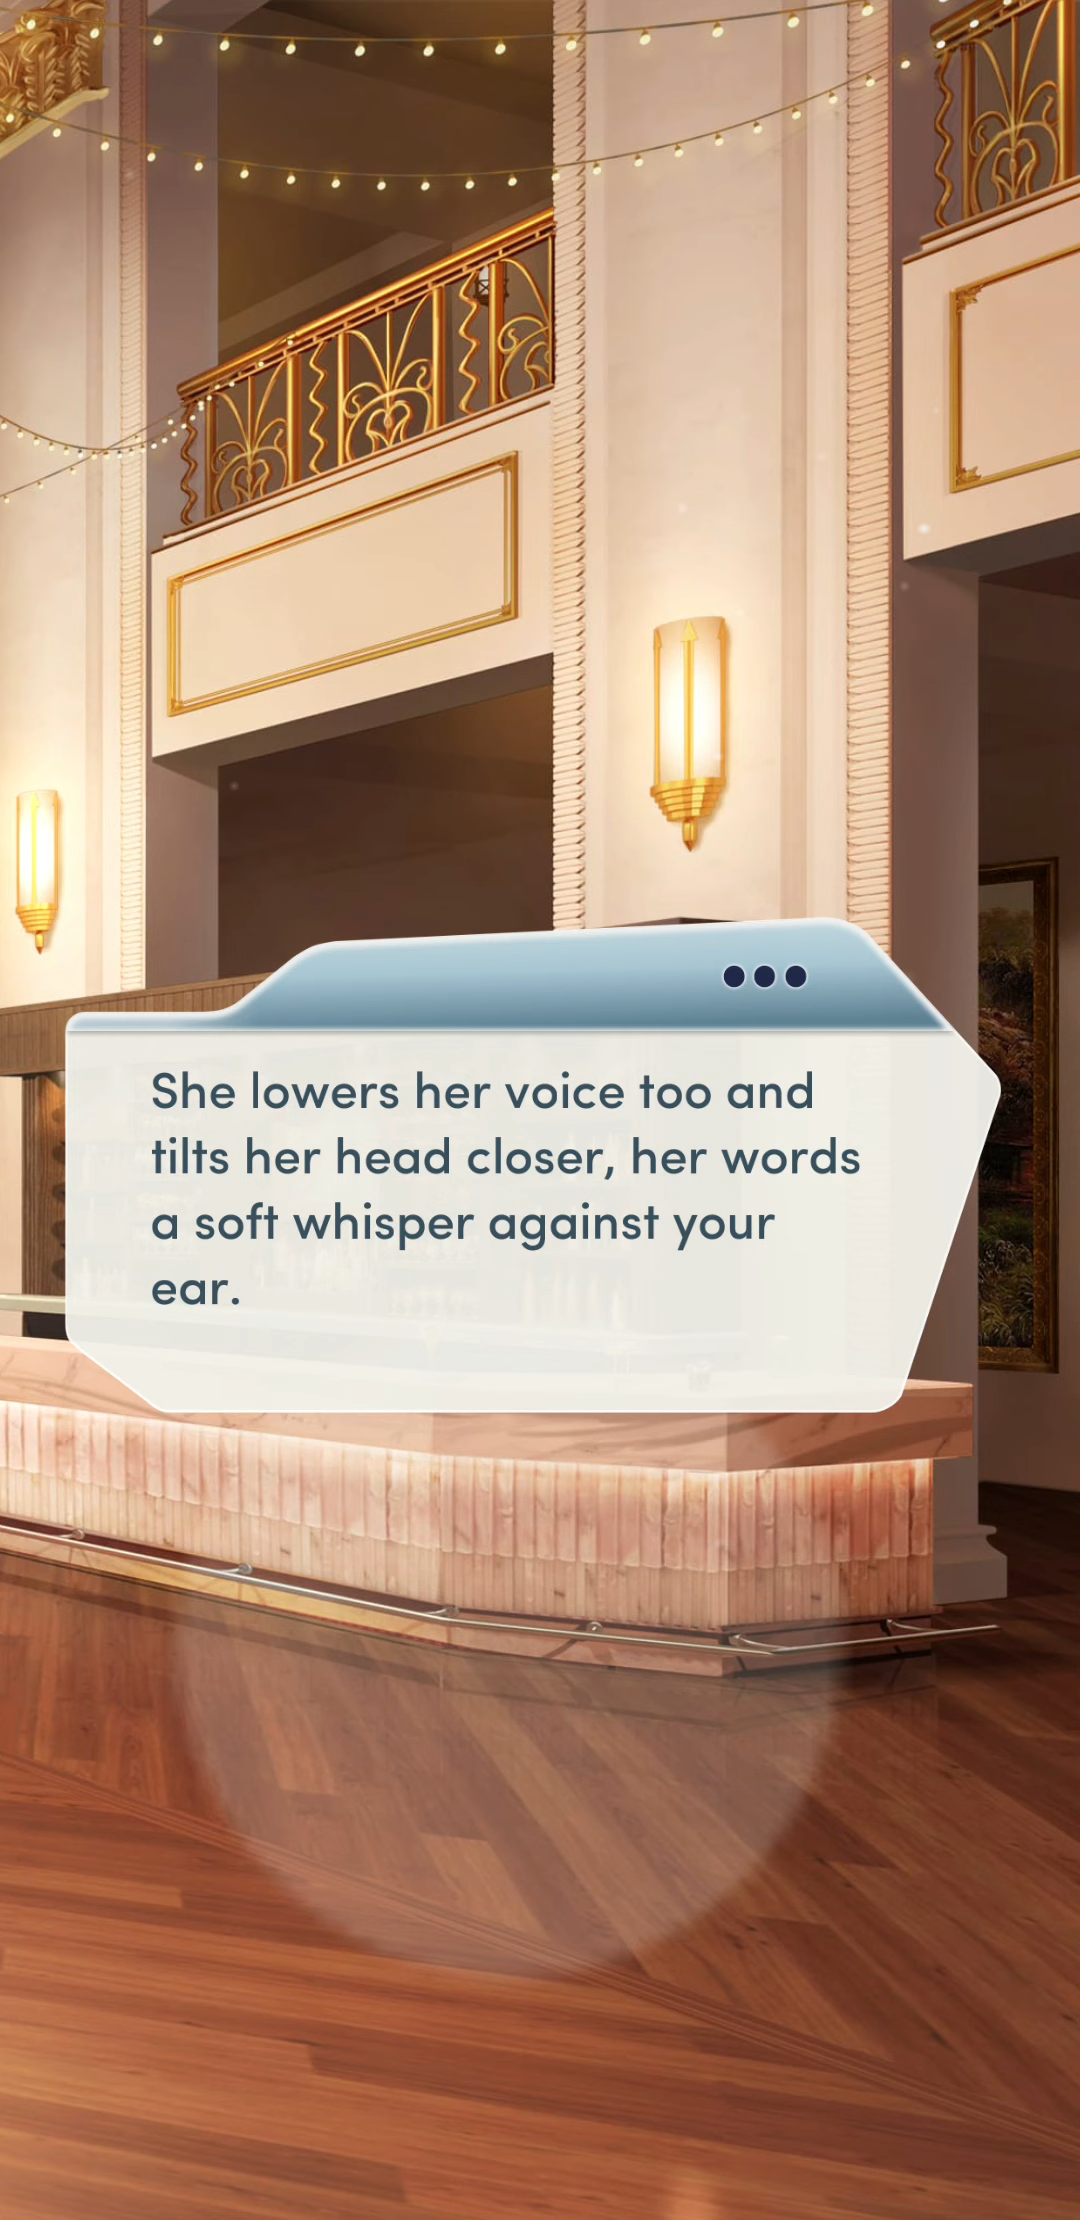 She lowers her voice too and
tilts her head closer, her words
a soft whisper against your
ear.